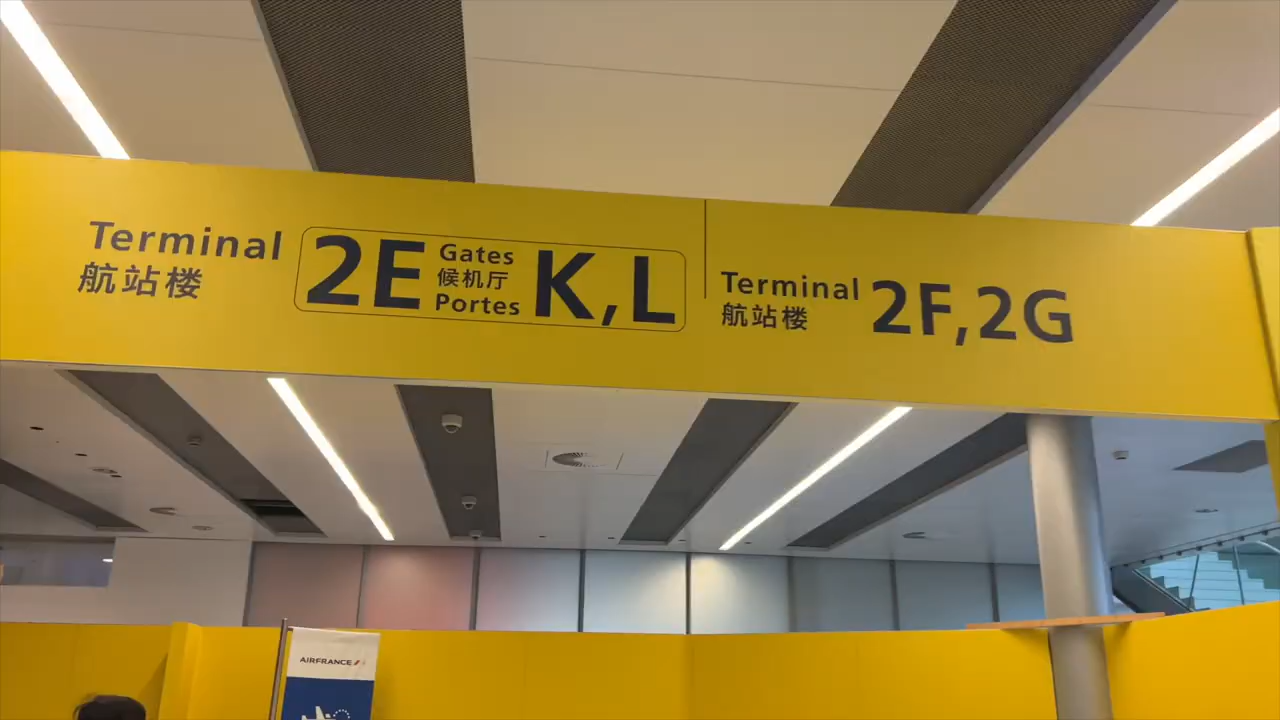 Terminal
航站楼
2E
Gates
候机厅
Portes
K,L
Terminal
航站楼
2F,2G
AIRFRANCE